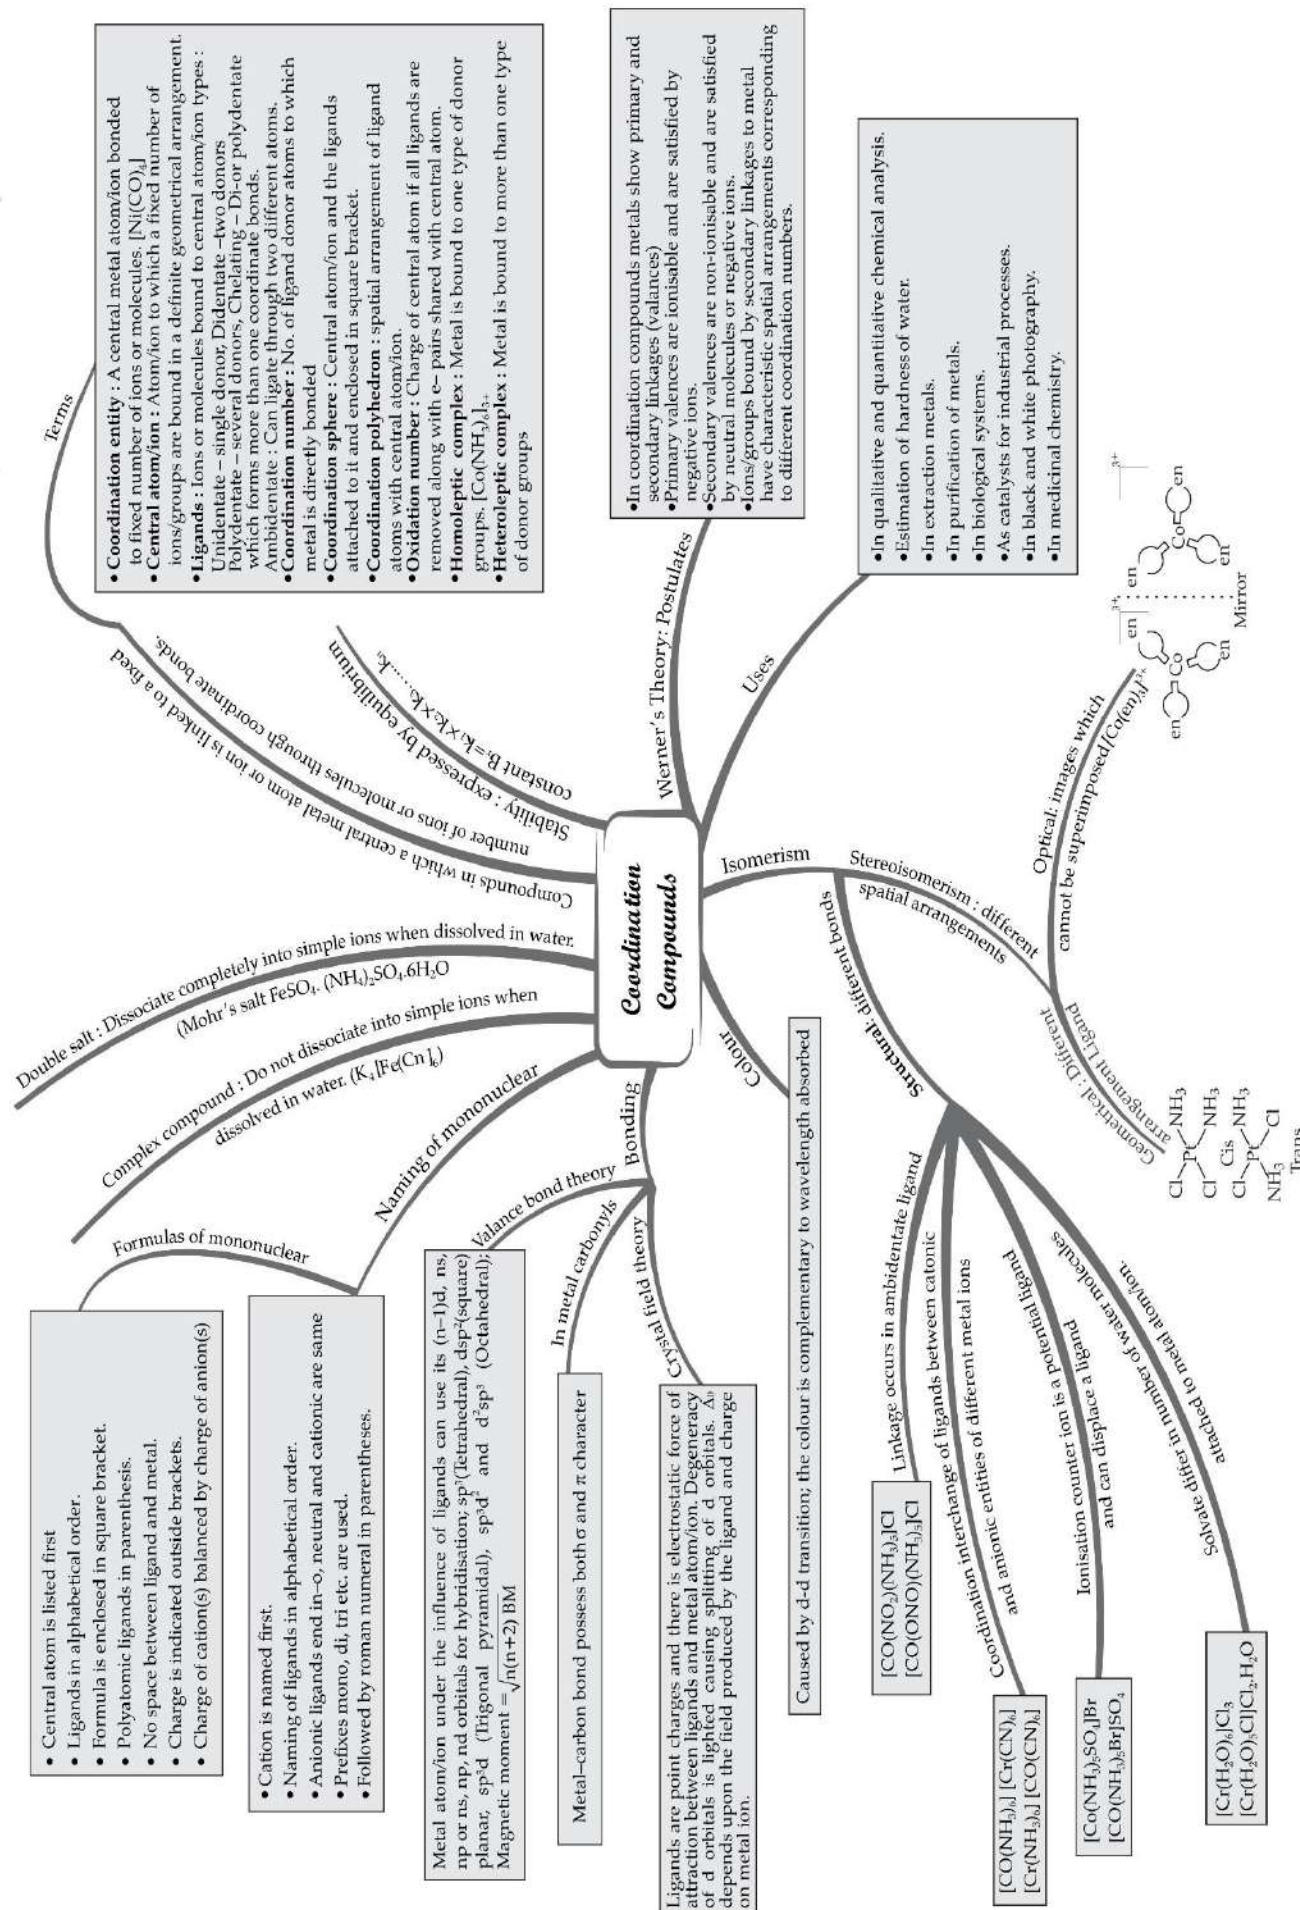 Coordination
Compounds
Terms
• Coordination entity : A central metal atom/ion bonded
to fixed number of ions or molecules. [Ni(CO)₄]
• Central atom/ion : Atom/ion to which a fixed number of
ions/groups are bound in a definite geometrical arrangement.
• Ligands : Ions or molecules bound to central atom/ion types :
Unidentate – single donor, Didentate –two donors
Polydentate – several donors, Chelating – Di-or polydentate
which forms more than one coordinate bonds.
Ambidentate : Can ligate through two different atoms.
• Coordination number : No. of ligand donor atoms to which
metal is directly bonded
• Coordination sphere : Central atom/ion and the ligands
attached to it and enclosed in square bracket.
• Coordination polyhedron : spatial arrangement of ligand
atoms with central atom/ion.
• Oxidation number : Charge of central atom if all ligands are
removed along with e– pairs shared with central atom.
• Homoleptic complex : Metal is bound to one type of donor
groups. [Co(NH₃)₆]₃₊
• Heteroleptic complex : Metal is bound to more than one type
of donor groups
Compounds in which a central metal atom or ion is linked to a fixed
number of ions or molecules through coordinate bonds.
Stability : expressed by equilibrium
Werner's Theory: Postulates
•In coordination compounds metals show primary and
secondary linkages (valances)
•Primary valences are ionisable and are satisfied by
negative ions.
•Secondary valences are non-ionisable and are satisfied
by neutral molecules or negative ions.
•Ions/groups bound by secondary linkages to metal
have characteristic spatial arrangements corresponding
to different coordination numbers.
Uses
•In qualitative and quantitative chemical analysis.
•Estimation of hardness of water.
•In extraction metals.
•In purification of metals.
•In biological systems.
•As catalysts for industrial processes.
•In black and white photography.
•In medicinal chemistry.
Double salt : Dissociate completely into simple ions when dissolved in water.
(Mohr's salt FeSO₄. (NH₄)₂SO₄.6H₂O
Complex compound : Do not dissociate into simple ions when
dissolved in water. (K₄[Fe(Cn]₆)
Naming of mononuclear
Formulas of mononuclear
• Central atom is listed first
• Ligands in alphabetical order.
• Formula is enclosed in square bracket.
• Polyatomic ligands in parenthesis.
• No space between ligand and metal.
• Charge is indicated outside brackets.
• Charge of cation(s) balanced by charge of anion(s)
• Cation is named first.
• Naming of ligands in alphabetical order.
• Anionic ligands end in–o, neutral and cationic are same
• Prefixes mono, di, tri etc. are used.
• Followed by roman numeral in parentheses.
Bonding
Valance bond theory
Metal atom/ion under the influence of ligands can use its (n–1)d, ns,
np or ns, np, nd orbitals for hybridisation; sp³(Tetrahedral), dsp²(square)
planar, sp³d (Trigonal pyramidal), sp³d² and d²sp³ (Octahedral);
Magnetic moment = √n(n+2) BM
In metal carbonyls
Metal–carbon bond possess both σ and π character
Crystal field theory
Ligands are point charges and there is electrostatic force of
attraction between ligands and metal atom/ion. Degeneracy
of d orbitals is lighted causing splitting of d orbitals.
depends upon the field produced by the ligand and charge
on metal ion.
Colour
Caused by d-d transition; the colour is complementary to wavelength absorbed
Isomerism
Structural: different bonds
Linkage occurs in ambidentate ligand
[CO(NO₂)(NH₃)₅]Cl
[CO(ONO)(NH₃)₅]Cl
Coordination interchange of ligands between catonic
and anionic entities of different metal ions
[CO(NH₃)₆] [Cr(CN)₆]
[Cr(NH₃)₆] [CO(CN)₆]
Ionisation counter ion is a potential ligand
and can displace a ligand
[Co(NH₃)₅SO₄]Br
[CO(NH₃)₅Br]SO₄
Solvate differ in number of water molecules
attached to metal atom/ion.
[Cr(H₂O)₆]Cl₃
[Cr(H₂O)₅Cl]Cl₂.H₂O
Stereoisomerism : different
spatial arrangements
Geometrical : Different
arrangement Ligand
Cl NH₃
Pt
Cl NH₃
Cis
Cl NH₃
Pt
NH₃ Cl
Trans
Optical: images which
cannot be superimposed[Co(en)₃]³⁺
3+
en
Co
en
en
Mirror
3+
en
Co
en
en